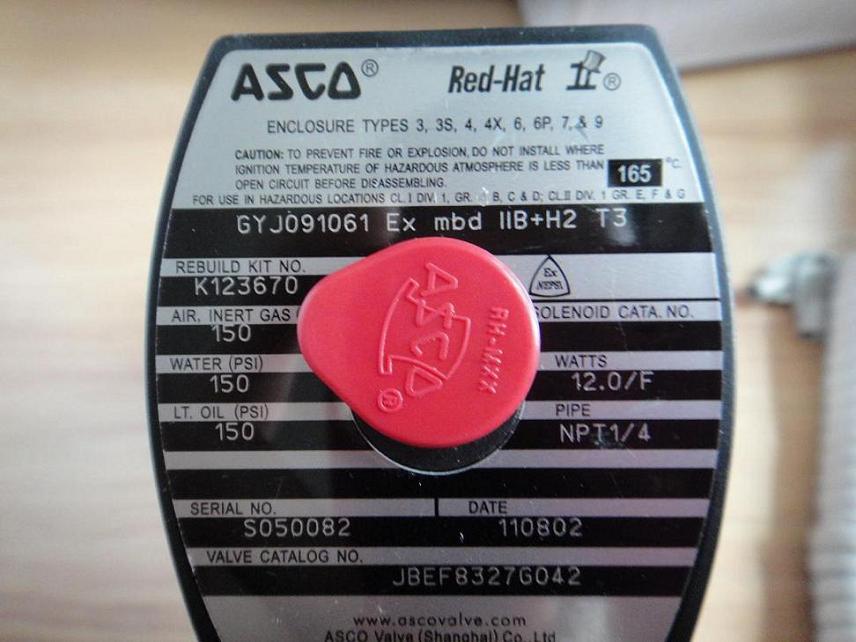 ASCO® Red-Hat II®
ENCLOSURE TYPES 3, 3S, 4, 4X, 6, 6P, 7, & 9
CAUTION: TO PREVENT FIRE OR EXPLOSION, DO NOT INSTALL WHERE
IGNITION TEMPERATURE OF HAZARDOUS ATMOSPHERE IS LESS THAN 165 °C.
OPEN CIRCUIT BEFORE DISASSEMBLING.
FOR USE IN HAZARDOUS LOCATIONS CL.I DIV. 1, GR. B, C & D; CL.II DIV. 1 GR. E, F & G
GYJ091061 Ex mbd IIB+H2 T3
REBUILD KIT NO.
K123670
Ex
NEPSI
AIR, INERT GAS SOLENOID CATA. NO.
150
WATER (PSI) WATTS
150 12.0/F
LT. OIL (PSI) PIPE
150 NPT1/4
ASCO®
RH-MXX
SERIAL NO. DATE
S050082 110802
VALVE CATALOG NO.
JBEF8327G042
www.ascovalve.com
ASCO Valve (Shanghai) Co., Ltd.